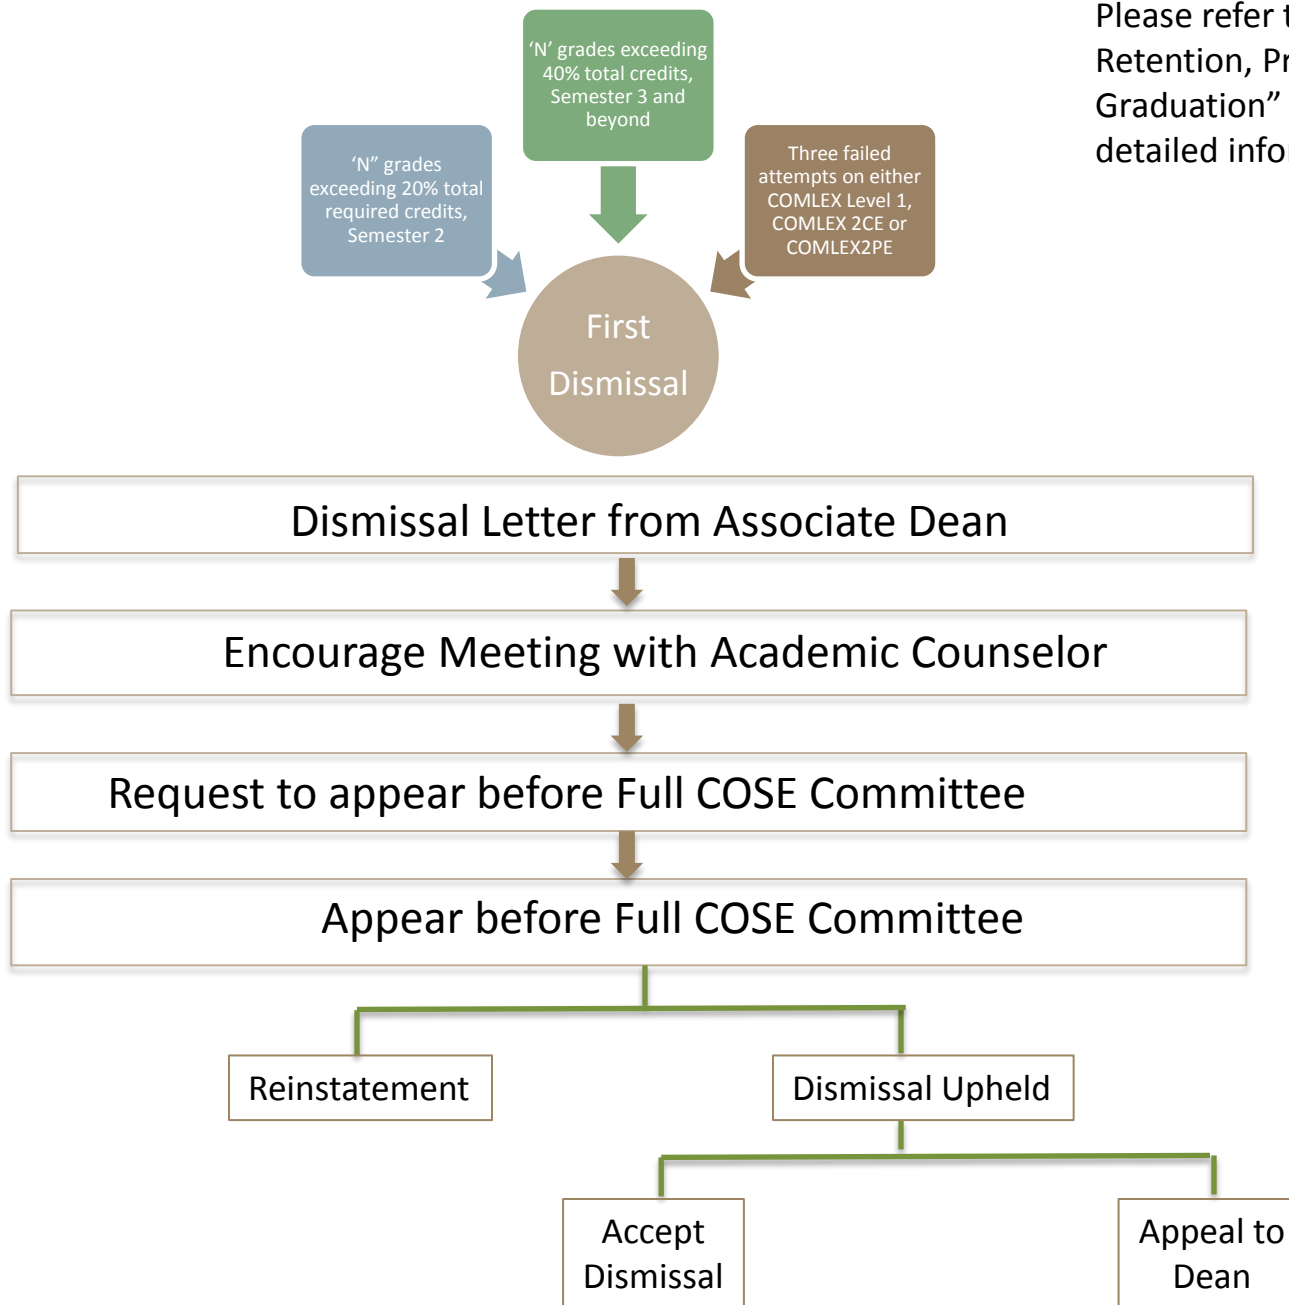 Please refer
Retention,
Graduation”
detailed
‘N’ grades exceeding
40% total credits,
Semester 3 and
beyond
‘N” grades
exceeding 20% total
required credits,
Semester 2
Three failed
attempts on either
COMLEX Level 1,
COMLEX 2CE or
COMLEX2PE
First
Dismissal
Dismissal Letter from Associate Dean
Encourage Meeting with Academic Counselor
Request to appear before Full COSE Committee
Appear before Full COSE Committee
Reinstatement
Dismissal Upheld
Accept
Dismissal
Appeal to
Dean